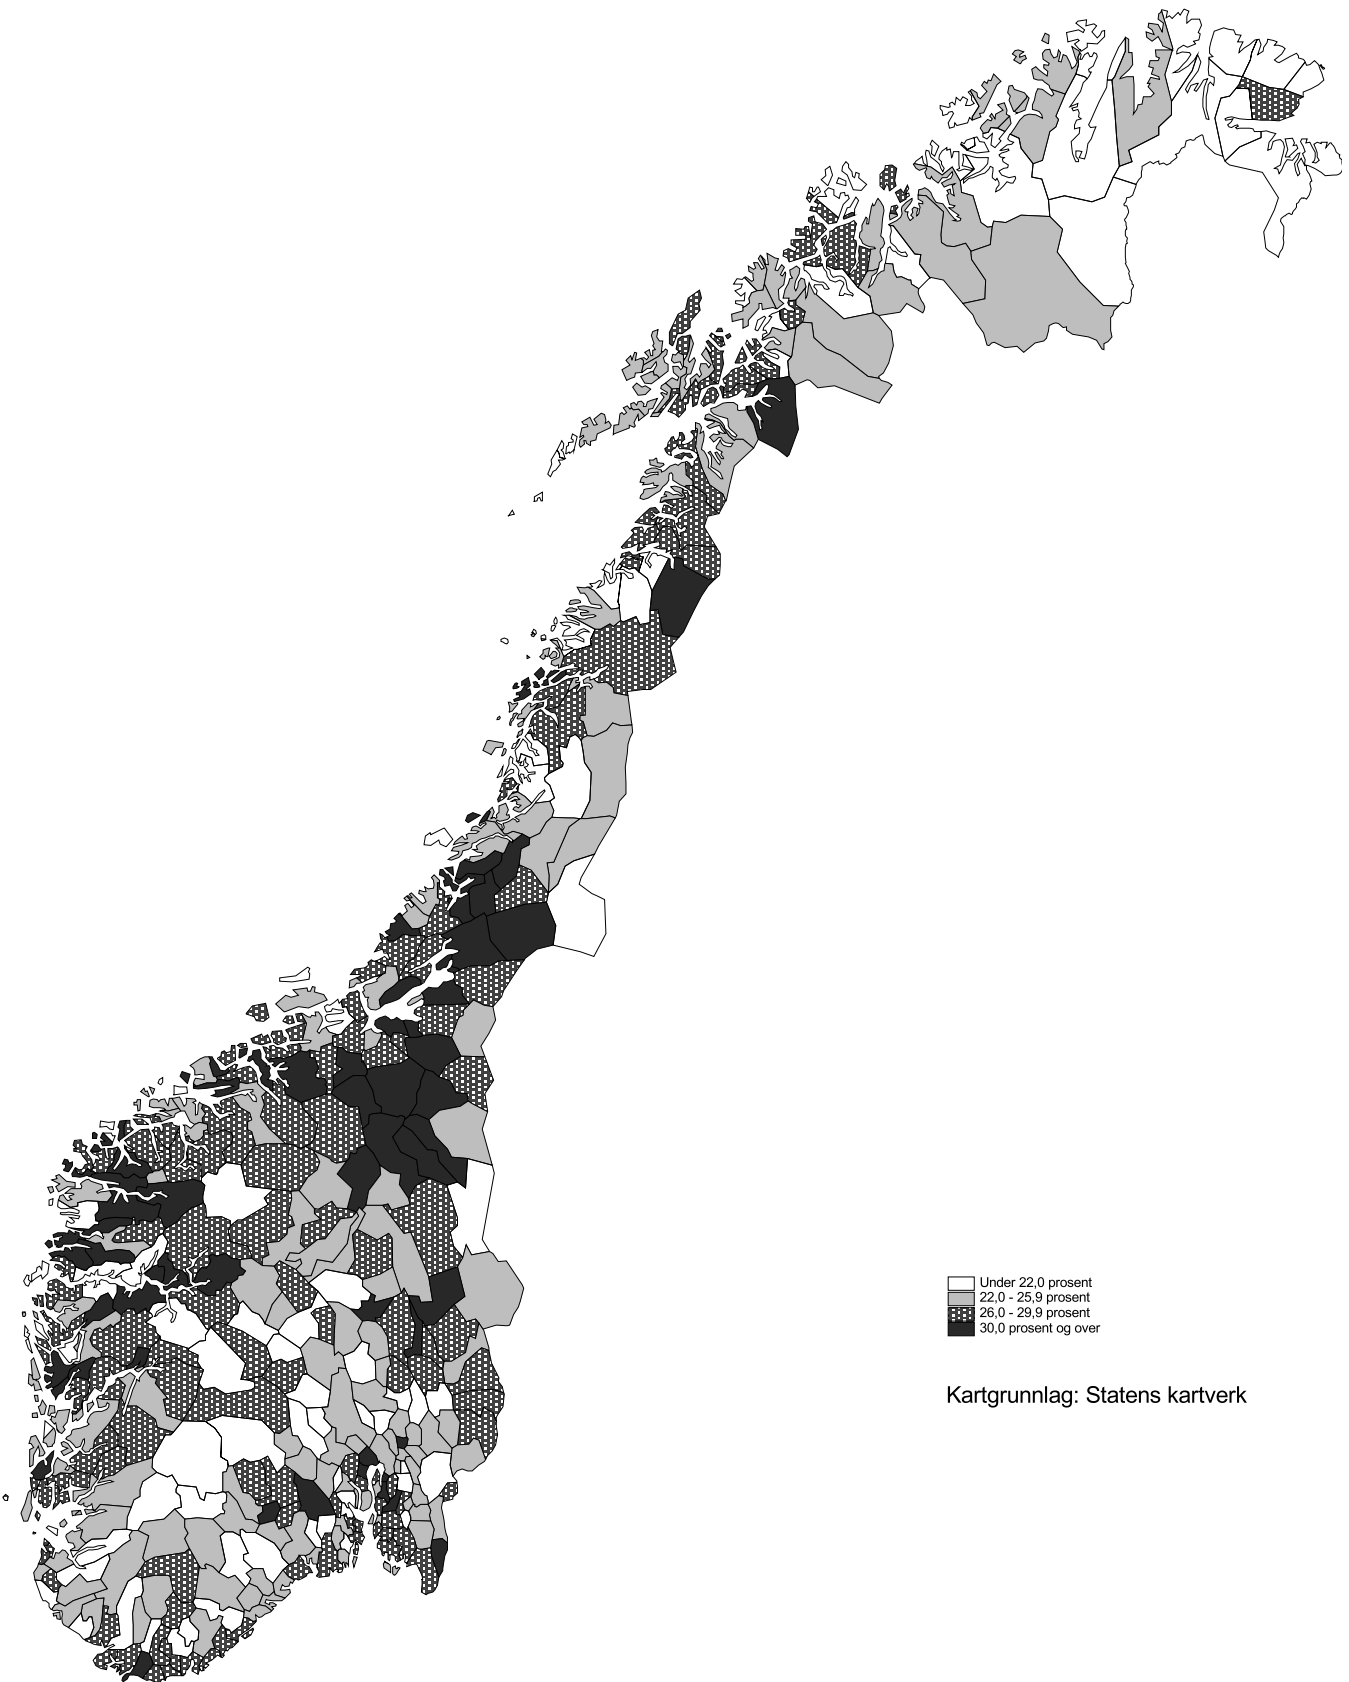 Under 22,0 prosent
22,0 - 25,9 prosent
26,0 - 29,9 prosent
30,0 prosent og over
Kartgrunnlag: Statens kartverk